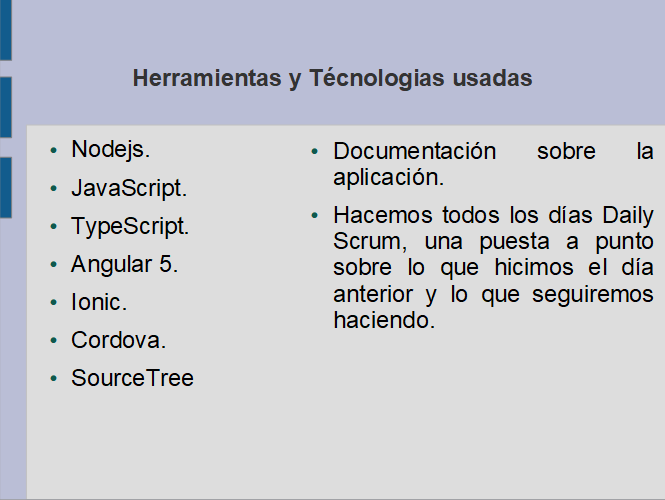 Herramientas y Técnologias usadas
Nodejs.
JavaScript.
TypeScript.
Angular 5.
Ionic.
Cordova.
SourceTree
Documentación sobre la
aplicación.
Hacemos todos los días Daily
Scrum, una puesta a punto
sobre lo que hicimos el día
anterior y lo que seguiremos
haciendo.